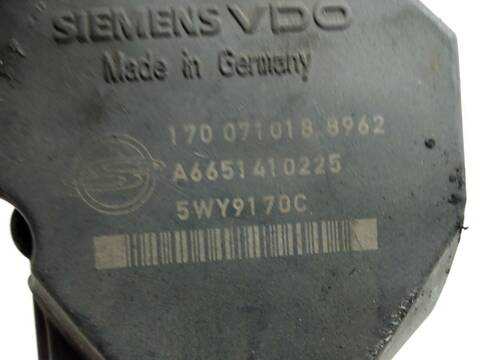 SIEMENS VDO
Made in Germany
170 071018 8962
A6651410225
5WY9170C